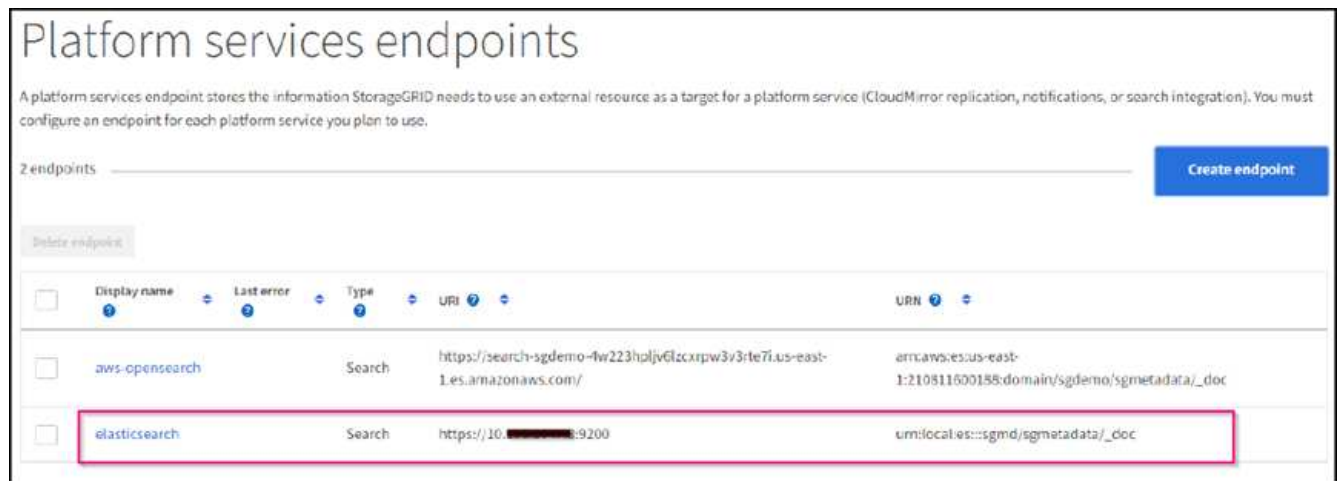 Platform services endpoints
A platform services endpoint stores the information StorageGRID needs to use an external resource as a target for a platform service (CloudMirror replication, notifications, or search integration). You must
configure an endpoint for each platform service you plan to use.
2 endpoints
Create endpoint
Delete endpoint
Display name Last error Type URI URN
aws-opensearch Search https://search-sgdemo-4w223hpljv6lzcxrpw3v3rte7i.us-east-1.es.amazonaws.com/ arn:aws:es:us-east-1:210811600188:domain/sgdemo/sgmetadata/_doc
elasticsearch Search https://10. :9200 urn:local:es:::sgmd/sgmetadata/_doc